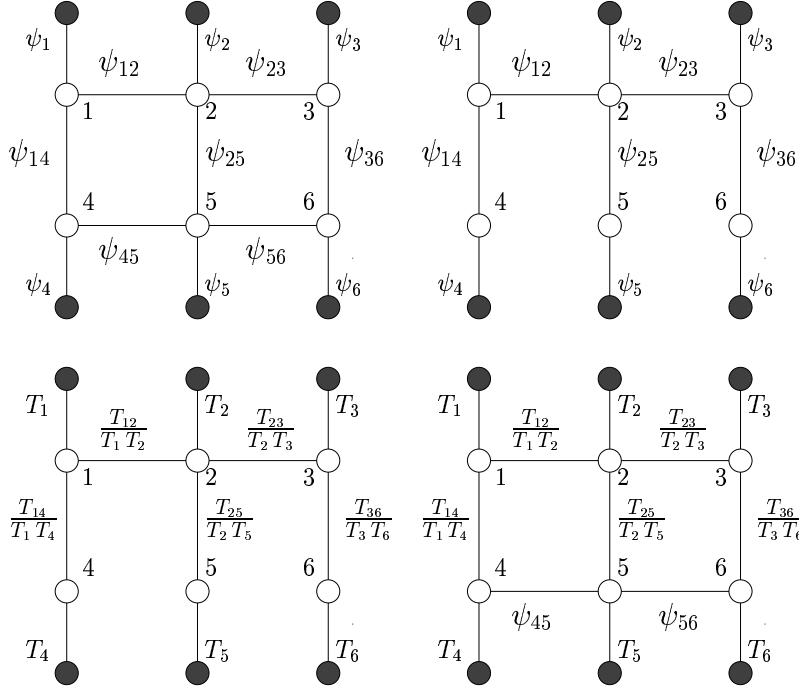 ψ₁ ψ₂ ψ₃ ψ₁ ψ₂ ψ₃
ψ₁₂ ψ₂₃ ψ₁₂ ψ₂₃
1 2 3 1 2 3
ψ₁₄ ψ₂₅ ψ₃₆ ψ₁₄ ψ₂₅ ψ₃₆
4 5 6 4 5 6
ψ₄₅ ψ₅₆
ψ₄ ψ₅ ψ₆ ψ₄ ψ₅ ψ₆
T₁ T₂ T₃ T₁ T₂ T₃
T₁₂/T₁ T₂ T₂₃/T₂ T₃ T₁₂/T₁ T₂ T₂₃/T₂ T₃
1 2 3 1 2 3
T₁₄/T₁ T₄ T₂₅/T₂ T₅ T₃₆/T₃ T₆ T₁₄/T₁ T₄ T₂₅/T₂ T₅ T₃₆/T₃ T₆
4 5 6 4 5 6
ψ₄₅ ψ₅₆
T₄ T₅ T₆ T₄ T₅ T₆